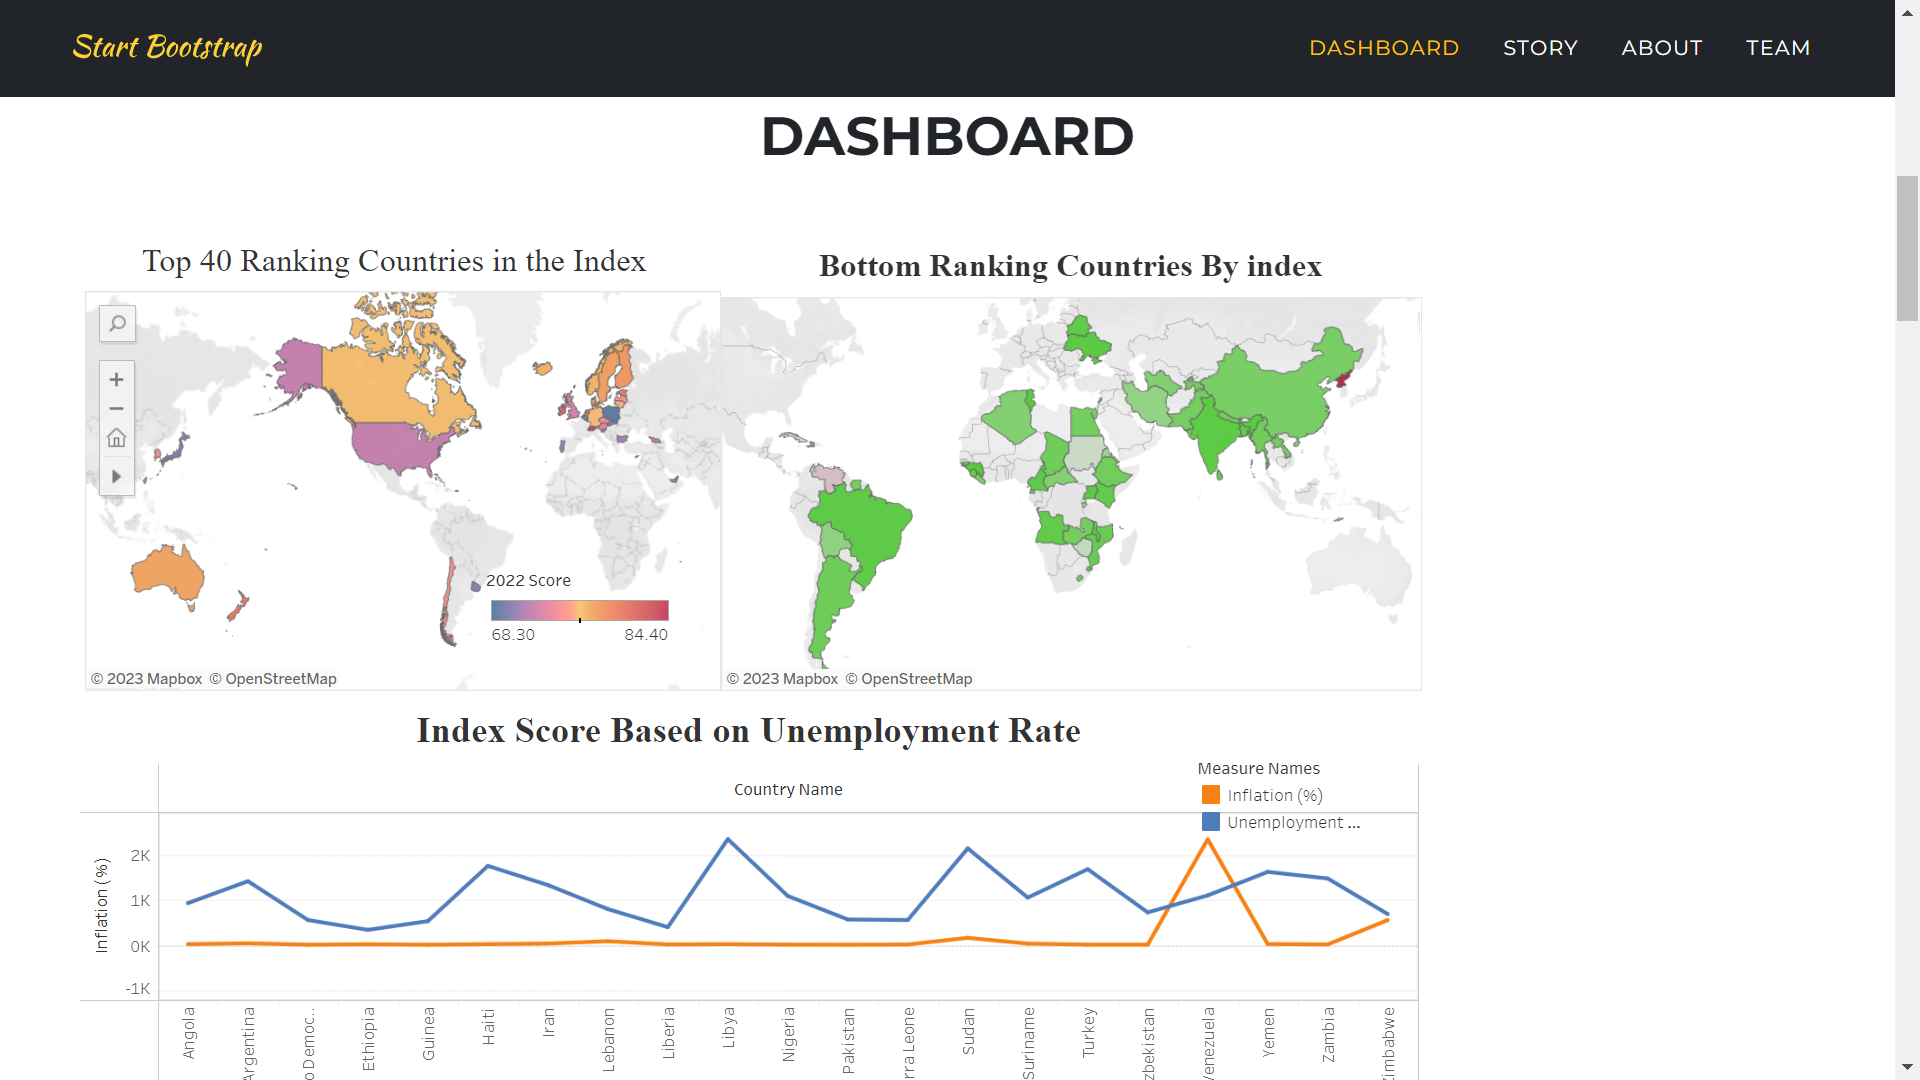 Start Bootstrap
DASHBOARD STORY ABOUT TEAM
DASHBOARD
Top 40 Ranking Countries in the Index
Bottom Ranking Countries By index
2022 Score
68.30 84.40
© 2023 Mapbox © OpenStreetMap
© 2023 Mapbox © OpenStreetMap
Index Score Based on Unemployment Rate
Measure Names
Inflation (%)
Unemployment ...
Country Name
Inflation (%)
2K
1K
0K
-1K
Angola
Argentina
o Democ..
Ethiopia
Guinea
Haiti
Iran
Lebanon
Liberia
Libya
Nigeria
Pakistan
rra Leone
Sudan
Suriname
Turkey
zbekistan
Venezuela
Yemen
Zambia
Zimbabwe